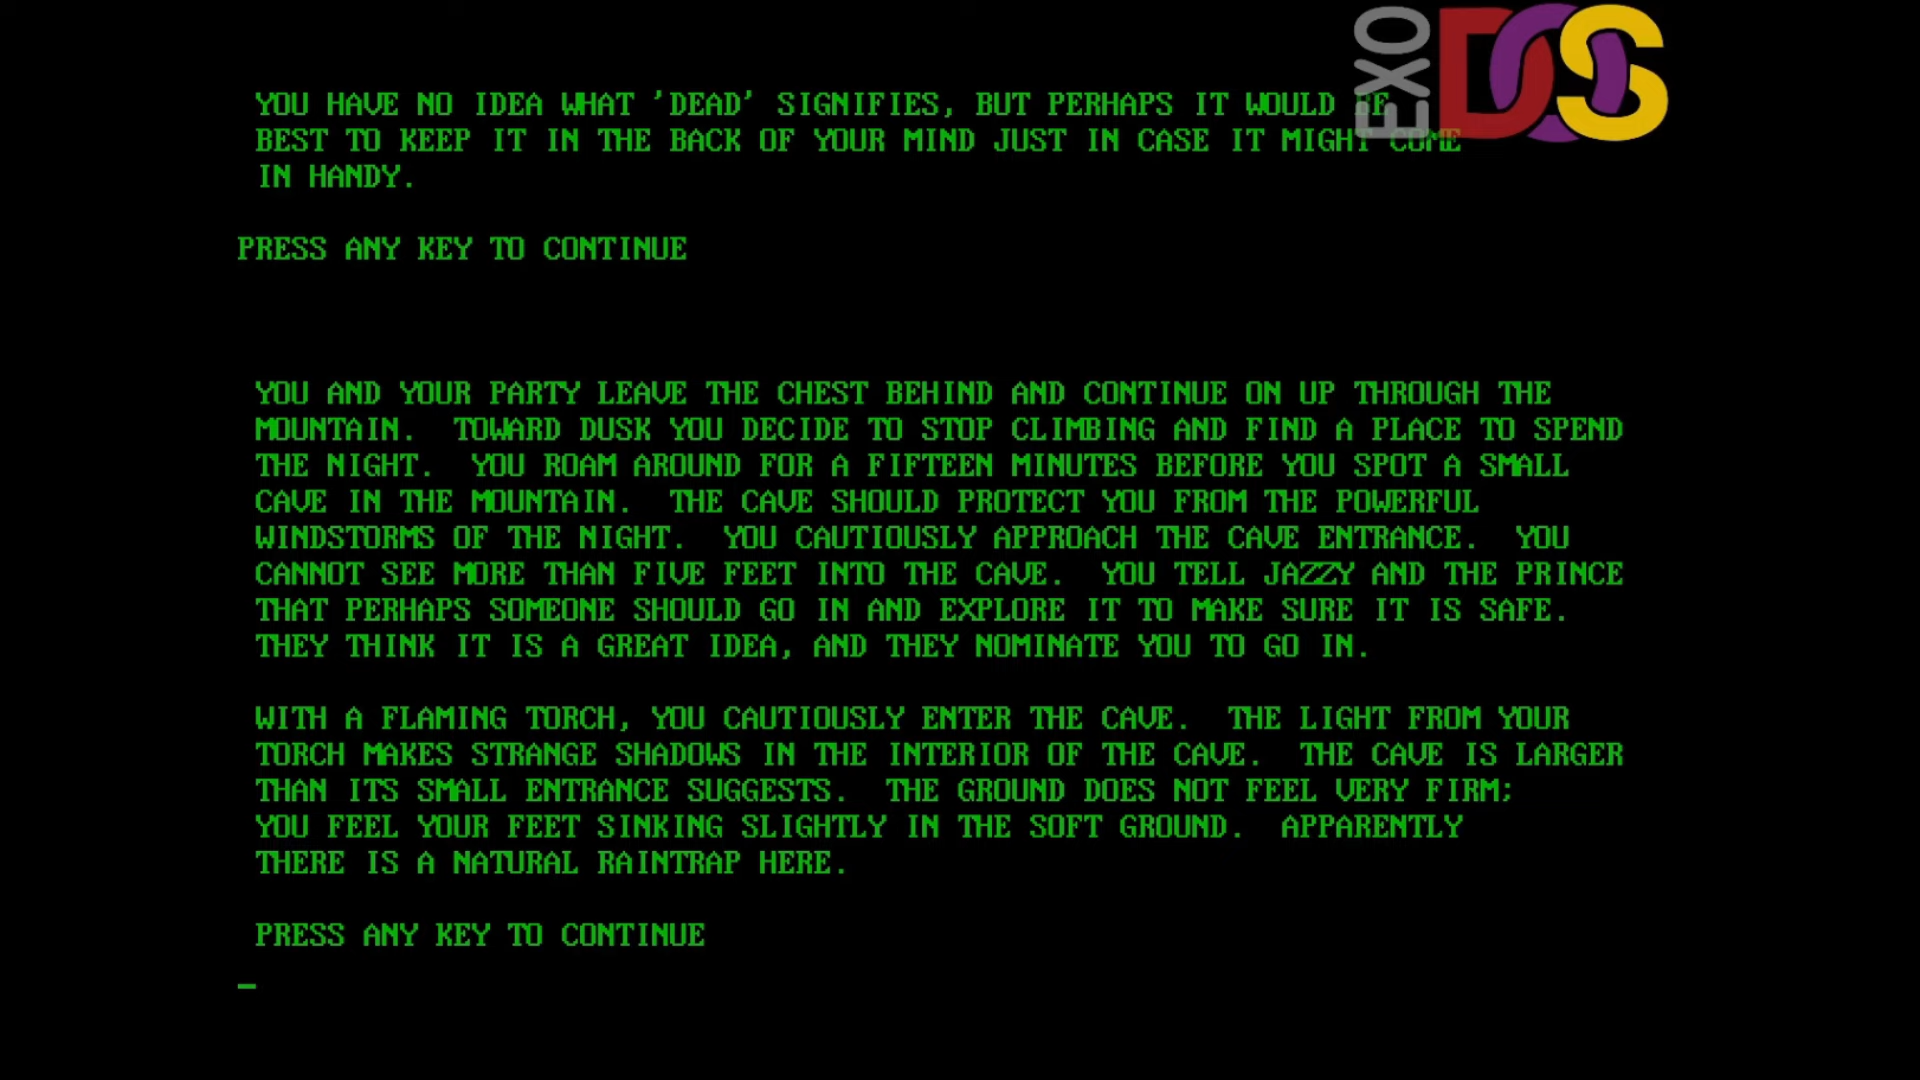 EXO DOS
YOU HAVE NO IDEA WHAT 'DEAD' SIGNIFIES, BUT PERHAPS IT WOULD BE
BEST TO KEEP IT IN THE BACK OF YOUR MIND JUST IN CASE IT MIGHT COME
IN HANDY.
PRESS ANY KEY TO CONTINUE
YOU AND YOUR PARTY LEAVE THE CHEST BEHIND AND CONTINUE ON UP THROUGH THE
MOUNTAIN.  TOWARD DUSK YOU DECIDE TO STOP CLIMBING AND FIND A PLACE TO SPEND
THE NIGHT.  YOU ROAM AROUND FOR A FIFTEEN MINUTES BEFORE YOU SPOT A SMALL
CAVE IN THE MOUNTAIN.  THE CAVE SHOULD PROTECT YOU FROM THE POWERFUL
WINDSTORMS OF THE NIGHT.  YOU CAUTIOUSLY APPROACH THE CAVE ENTRANCE.  YOU
CANNOT SEE MORE THAN FIVE FEET INTO THE CAVE.  YOU TELL JAZZY AND THE PRINCE
THAT PERHAPS SOMEONE SHOULD GO IN AND EXPLORE IT TO MAKE SURE IT IS SAFE.
THEY THINK IT IS A GREAT IDEA, AND THEY NOMINATE YOU TO GO IN.
WITH A FLAMING TORCH, YOU CAUTIOUSLY ENTER THE CAVE.  THE LIGHT FROM YOUR
TORCH MAKES STRANGE SHADOWS IN THE INTERIOR OF THE CAVE.  THE CAVE IS LARGER
THAN ITS SMALL ENTRANCE SUGGESTS.  THE GROUND DOES NOT FEEL VERY FIRM;
YOU FEEL YOUR FEET SINKING SLIGHTLY IN THE SOFT GROUND.  APPARENTLY
THERE IS A NATURAL RAINTRAP HERE.
PRESS ANY KEY TO CONTINUE